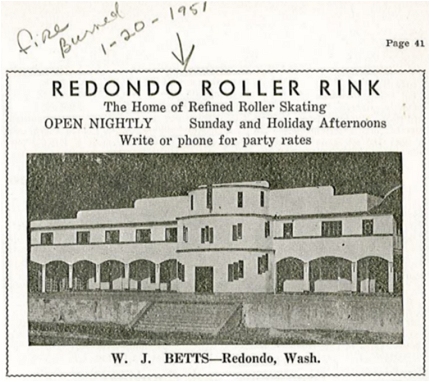 Fire
Burned
1-20-1951
Page 41
REDONDO ROLLER RINK
The Home of Refined Roller Skating
OPEN NIGHTLY Sunday and Holiday Afternoons
Write or phone for party rates
W. J. BETTS—Redondo, Wash.